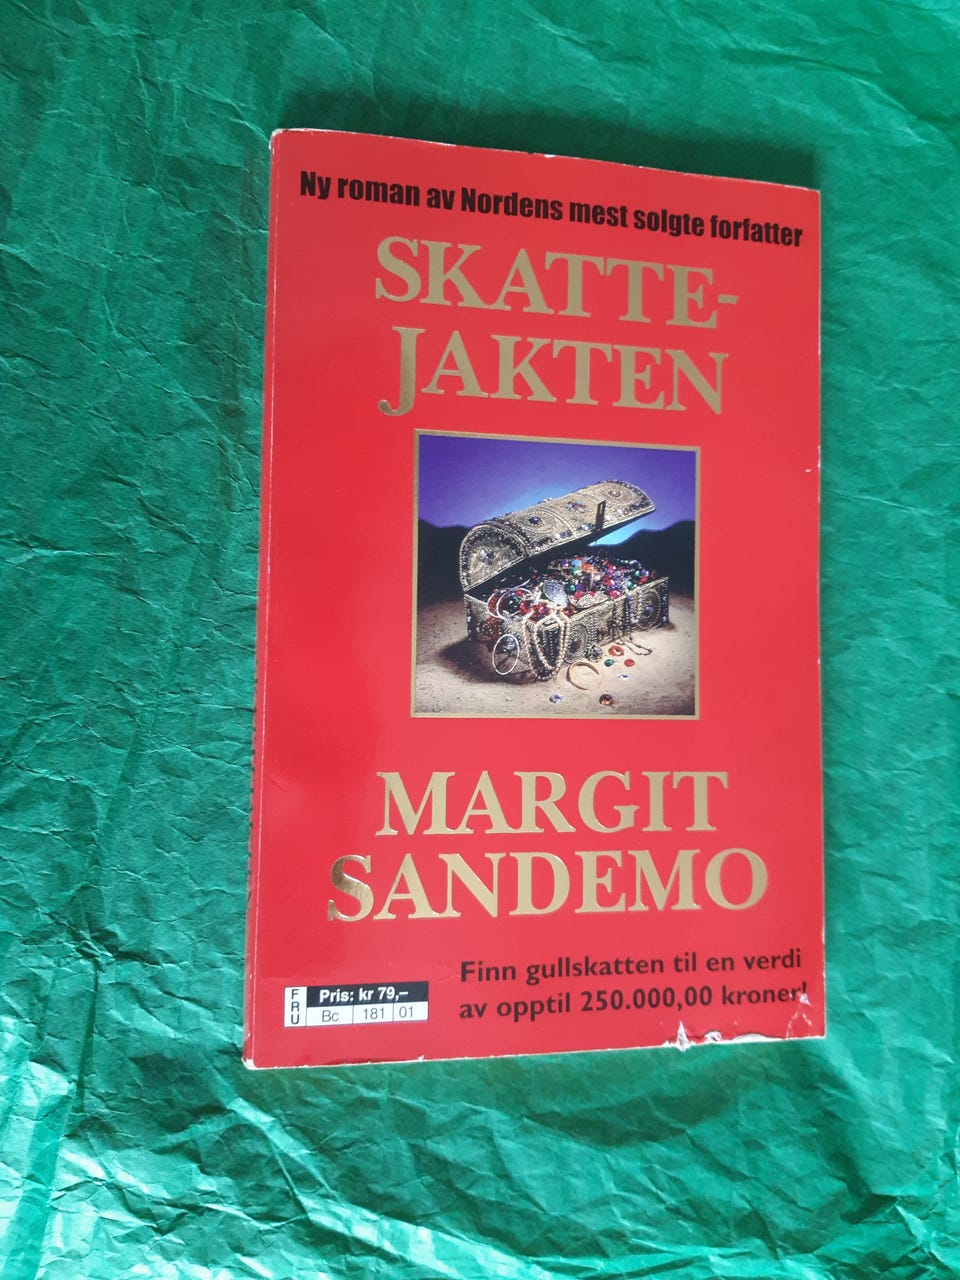 Ny roman av Nordens mest solgte forfatter
SKATTE-
JAKTEN
MARGIT
SANDEMO
Finn gullskatten til en verdi
av opptil 250.000,00 kroner!
FRU
Pris: kr 79,–
Bc 181 01